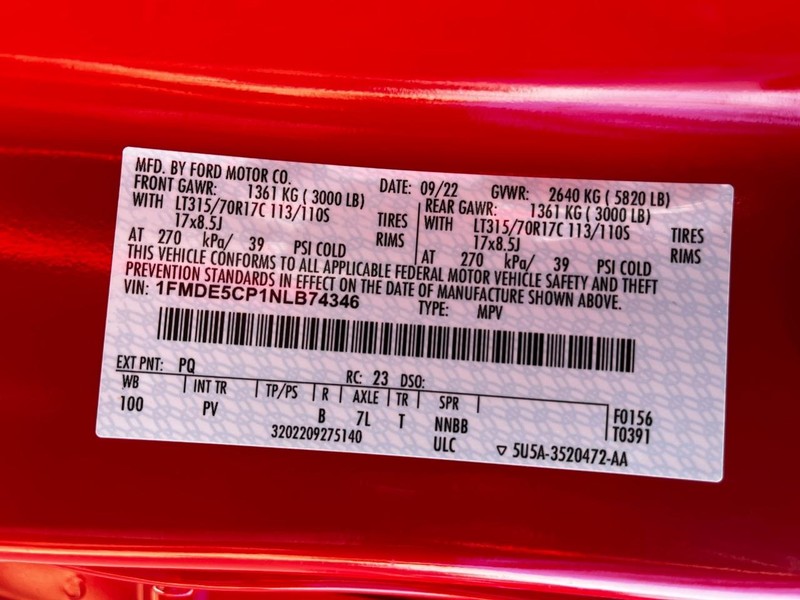 MFD. BY FORD MOTOR CO.
DATE: 09/22 GVWR: 2640 KG ( 5820 LB)
FRONT GAWR: 1361 KG ( 3000 LB)
WITH LT315/70R17C 113/110S TIRES
17x8.5J RIMS
AT 270 kPa/ 39 PSI COLD
REAR GAWR: 1361 KG ( 3000 LB)
WITH LT315/70R17C 113/110S TIRES
17x8.5J RIMS
AT 270 kPa/ 39 PSI COLD
THIS VEHICLE CONFORMS TO ALL APPLICABLE FEDERAL MOTOR VEHICLE SAFETY AND THEFT
PREVENTION STANDARDS IN EFFECT ON THE DATE OF MANUFACTURE SHOWN ABOVE.
VIN: 1FMDE5CP1NLB74346
TYPE: MPV
EXT PNT: PQ RC: 23 DSO:
WB INT TR TP/PS R AXLE TR SPR
100 PV B 7L T NNBB
F0156
T0391
3202209275140 ULC
▽ 5U5A-3520472-AA